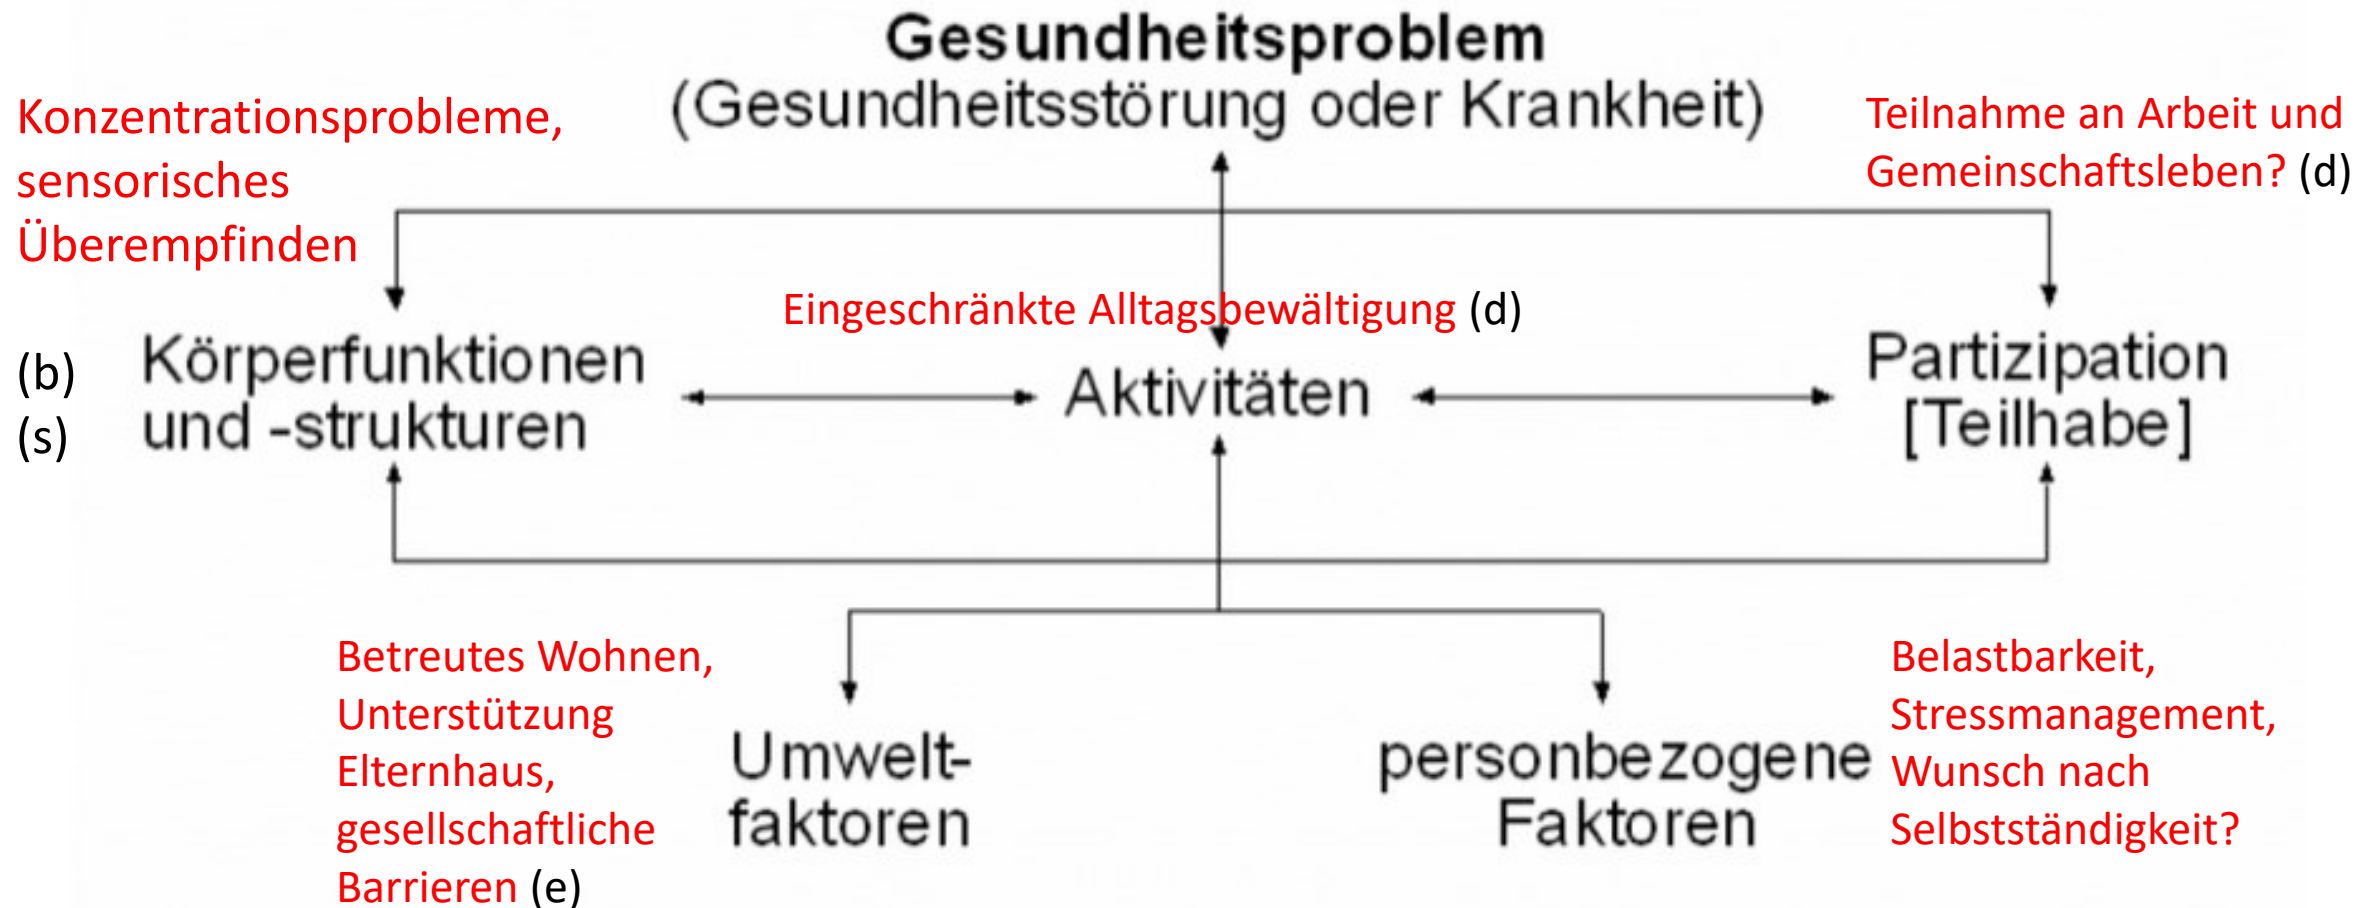 Gesundheitsproblem
(Gesundheitsstörung oder Krankheit)
Konzentrationsprobleme,
sensorisches
Überempfinden
Teilnahme an Arbeit und
Gemeinschaftsleben? (d)
Eingeschränkte Alltagsbewältigung (d)
(b)
(s)
Körperfunktionen
und -strukturen
Aktivitäten
Partizipation
[Teilhabe]
Betreutes Wohnen,
Unterstützung
Elternhaus,
gesellschaftliche
Barrieren (e)
Umwelt-
faktoren
personbezogene
Faktoren
Belastbarkeit,
Stressmanagement,
Wunsch nach
Selbstständigkeit?